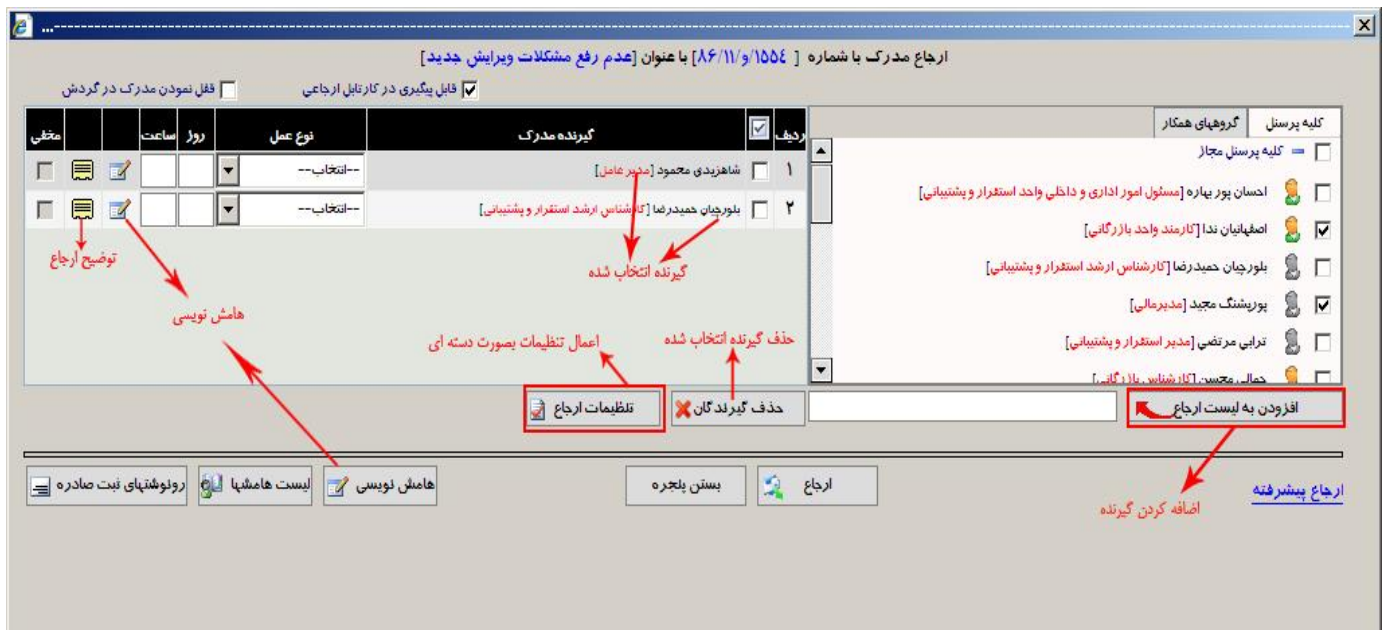 ...
ارجاع مدرک با شماره [ ۸۶/۱۱/و/۱۵۵٤] با عنوان [عدم رفع مشکلات ویرایش جدید]
قابل پیگیری در کارتابل ارجاعی
قفل نمودن مدرک در گردش
کلیه پرسنل
گروههای همکار
کلیه پرسنل مجاز
احسان پور بهاره [مسئول امور اداری و داخلی واحد استقرار و پشتیبانی]
اصفهانیان ندا [کارمند واحد بازرگانی]
بلورچیان حمیدرضا [کارشناس ارشد استقرار و پشتیبانی]
پورپشنگ مجید [مدیرمالی]
ترابی مرتضی [مدیر استقرار و پشتیبانی]
جمالی محسن [کارشناس بازرگانی]
ردیف گیرنده مدرک نوع عمل روز ساعت مخفی
۱ شاهزیدی محمود [مدیر عامل] --انتخاب--
۲ بلورچیان حمیدرضا [کارشناس ارشد استقرار و پشتیبانی] --انتخاب--
توضیح ارجاع
گیرنده انتخاب شده
هامش نویسی
حذف گیرنده انتخاب شده
اعمال تنظیمات بصورت دسته ای
افزودن به لیست ارجاع
حذف گیرندگان
تنظیمات ارجاع
اضافه کردن گیرنده
ارجاع پیشرفته
ارجاع
بستن پنجره
هامش نویسی
لیست هامشها
رونوشتهای ثبت صادره